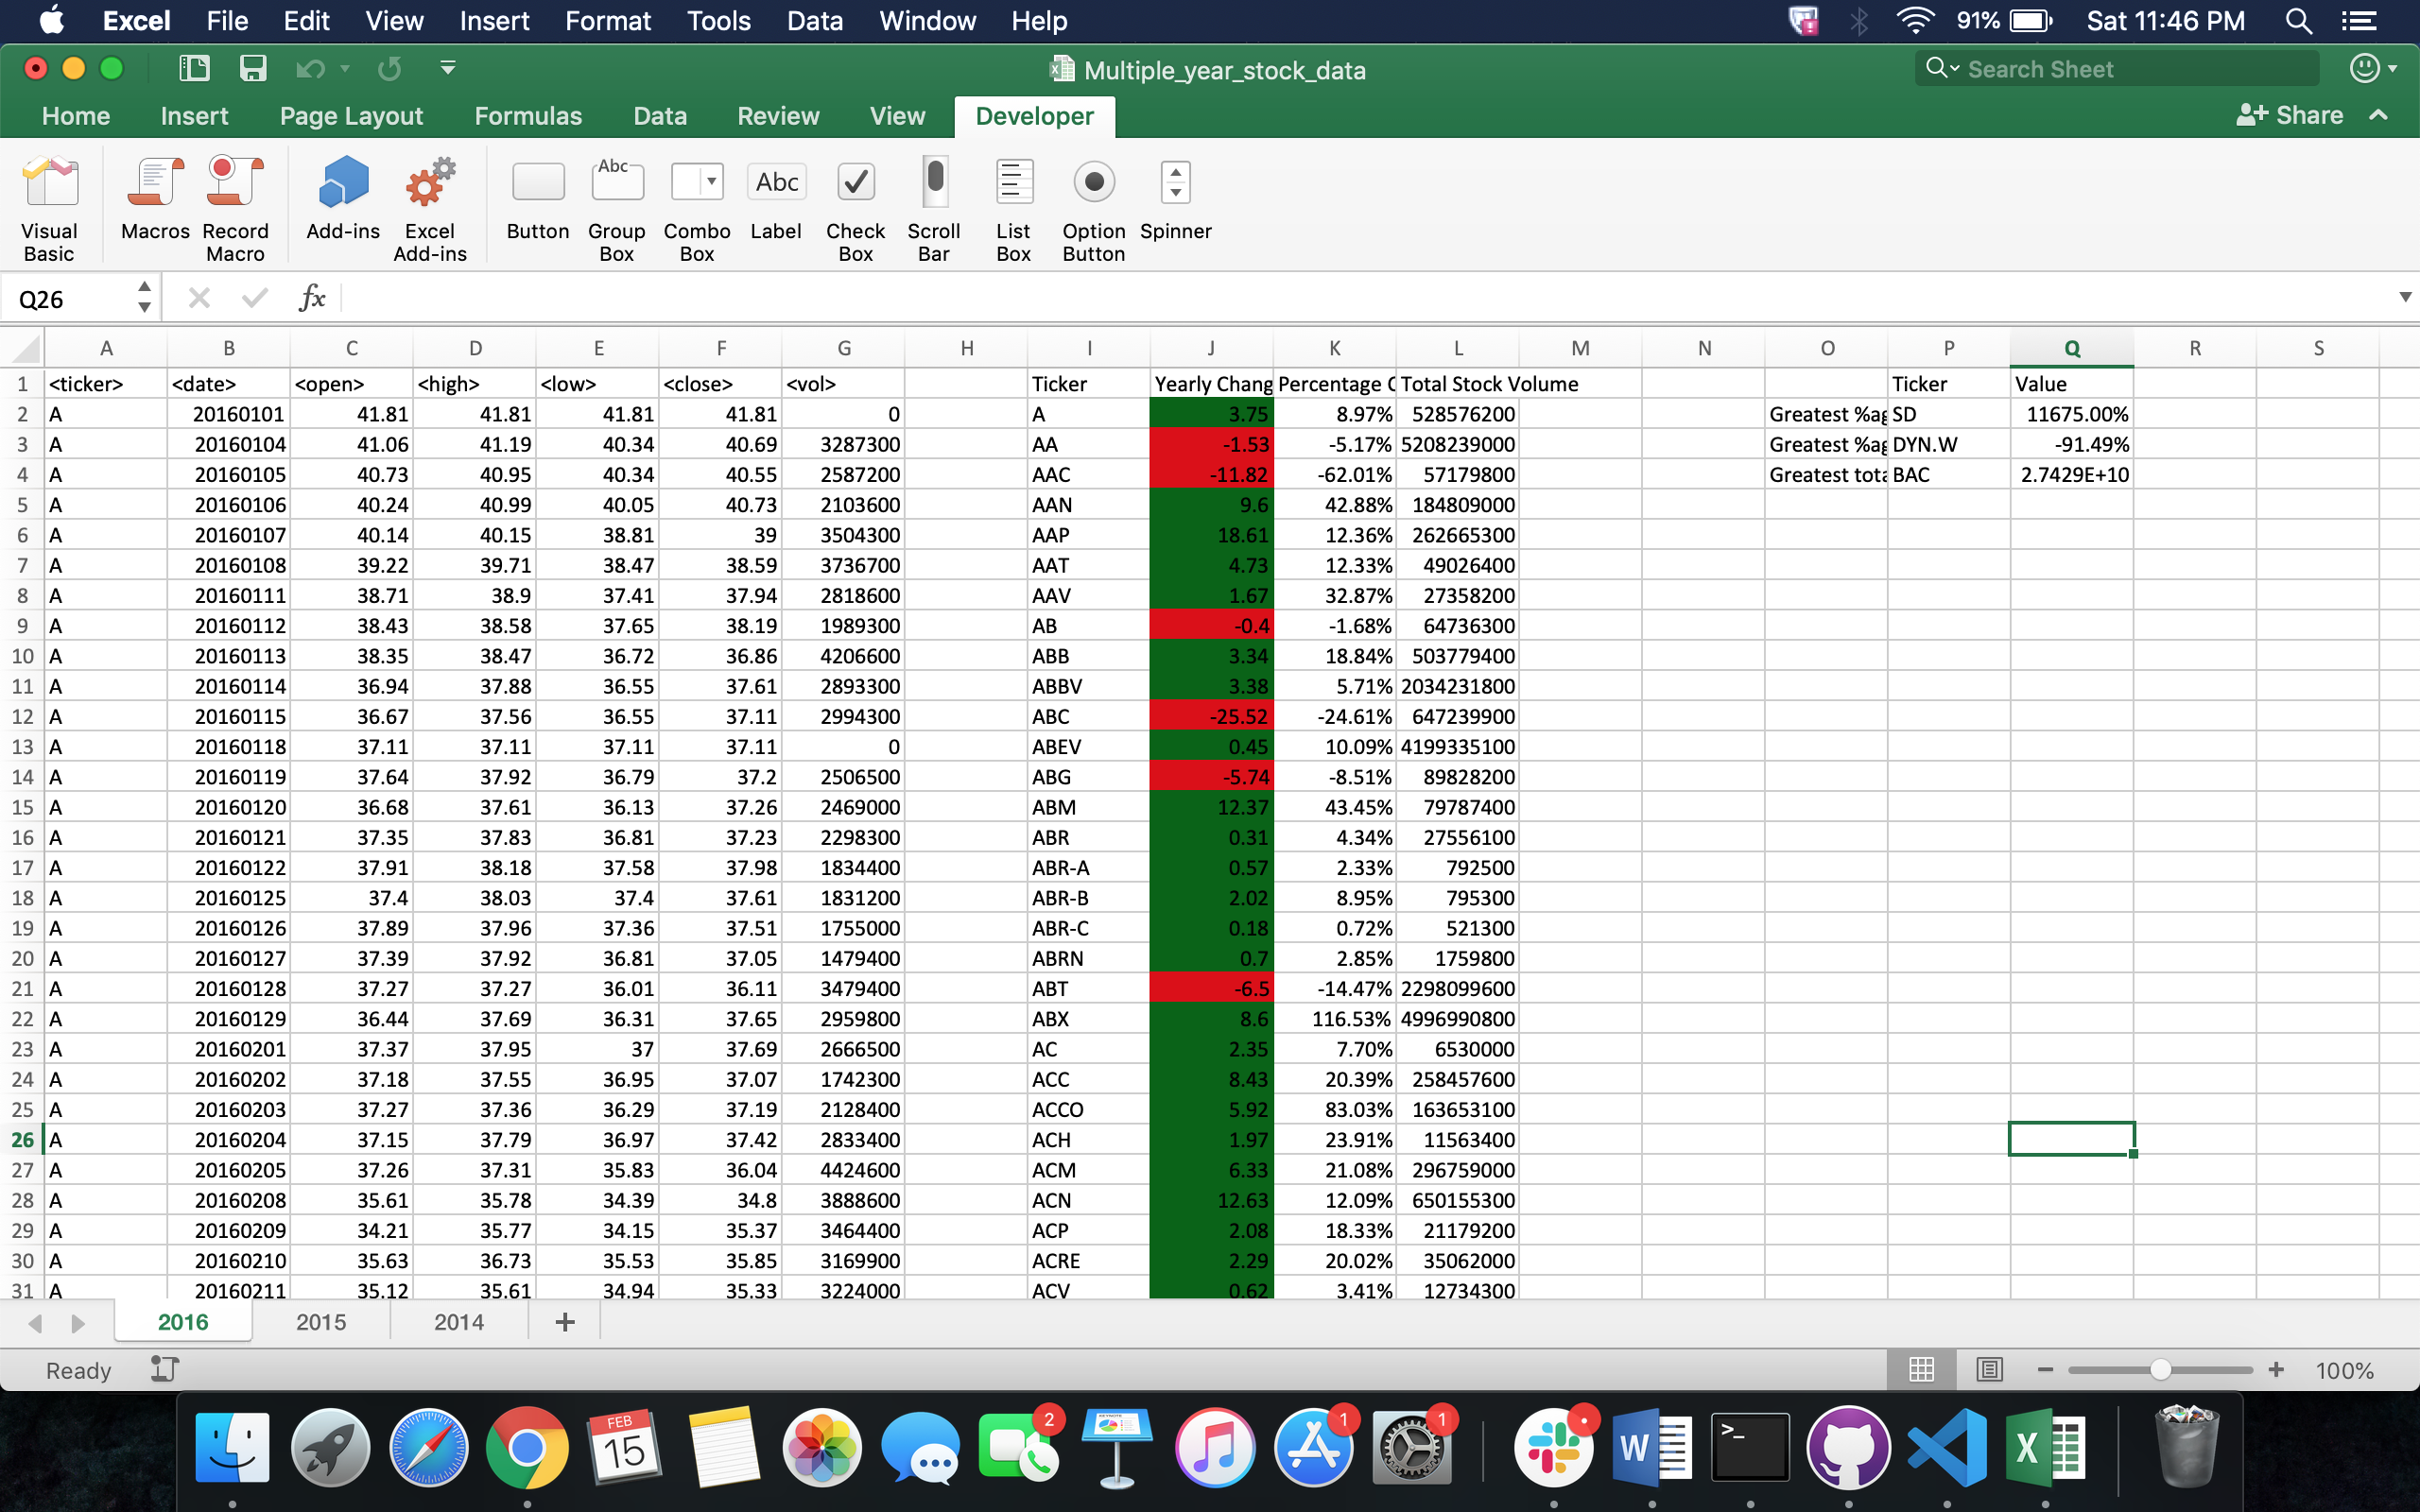 Excel File Edit View Insert Format Tools Data Window Help 91% Sat 11:46 PM
Multiple_year_stock_data Search Sheet
Home Insert Page Layout Formulas Data Review View Developer Share
Visual Basic Macros Record Macro Add-ins Excel Add-ins Button Abc Group Box Combo Box Abc Label Check Box Scroll Bar List Box Option Button Spinner
Q26 fx
A B C D E F G H I J K L M N O P Q R S
1 <ticker> <date> <open> <high> <low> <close> <vol> Ticker Yearly Chang Percentage C Total Stock Volume Ticker Value
2 A 20160101 41.81 41.81 41.81 41.81 0 A 3.75 8.97% 528576200 Greatest %ag SD 11675.00%
3 A 20160104 41.06 41.19 40.34 40.69 3287300 AA -1.53 -5.17% 5208239000 Greatest %ag DYN.W -91.49%
4 A 20160105 40.73 40.95 40.34 40.55 2587200 AAC -11.82 -62.01% 57179800 Greatest tota BAC 2.7429E+10
5 A 20160106 40.24 40.99 40.05 40.73 2103600 AAN 9.6 42.88% 184809000
6 A 20160107 40.14 40.15 38.81 39 3504300 AAP 18.61 12.36% 262665300
7 A 20160108 39.22 39.71 38.47 38.59 3736700 AAT 4.73 12.33% 49026400
8 A 20160111 38.71 38.9 37.41 37.94 2818600 AAV 1.67 32.87% 27358200
9 A 20160112 38.43 38.58 37.65 38.19 1989300 AB -0.4 -1.68% 64736300
10 A 20160113 38.35 38.47 36.72 36.86 4206600 ABB 3.34 18.84% 503779400
11 A 20160114 36.94 37.88 36.55 37.61 2893300 ABBV 3.38 5.71% 2034231800
12 A 20160115 36.67 37.56 36.55 37.11 2994300 ABC -25.52 -24.61% 647239900
13 A 20160118 37.11 37.11 37.11 37.11 0 ABEV 0.45 10.09% 4199335100
14 A 20160119 37.64 37.92 36.79 37.2 2506500 ABG -5.74 -8.51% 89828200
15 A 20160120 36.68 37.61 36.13 37.26 2469000 ABM 12.37 43.45% 79787400
16 A 20160121 37.35 37.83 36.81 37.23 2298300 ABR 0.31 4.34% 27556100
17 A 20160122 37.91 38.18 37.58 37.98 1834400 ABR-A 0.57 2.33% 792500
18 A 20160125 37.4 38.03 37.4 37.61 1831200 ABR-B 2.02 8.95% 795300
19 A 20160126 37.89 37.96 37.36 37.51 1755000 ABR-C 0.18 0.72% 521300
20 A 20160127 37.39 37.92 36.81 37.05 1479400 ABRN 0.7 2.85% 1759800
21 A 20160128 37.27 37.27 36.01 36.11 3479400 ABT -6.5 -14.47% 2298099600
22 A 20160129 36.44 37.69 36.31 37.65 2959800 ABX 8.6 116.53% 4996990800
23 A 20160201 37.37 37.95 37 37.69 2666500 AC 2.35 7.70% 6530000
24 A 20160202 37.18 37.55 36.95 37.07 1742300 ACC 8.43 20.39% 258457600
25 A 20160203 37.27 37.36 36.29 37.19 2128400 ACCO 5.92 83.03% 163653100
26 A 20160204 37.15 37.79 36.97 37.42 2833400 ACH 1.97 23.91% 11563400
27 A 20160205 37.26 37.31 35.83 36.04 4424600 ACM 6.33 21.08% 296759000
28 A 20160208 35.61 35.78 34.39 34.8 3888600 ACN 12.63 12.09% 650155300
29 A 20160209 34.21 35.77 34.15 35.37 3464400 ACP 2.08 18.33% 21179200
30 A 20160210 35.63 36.73 35.53 35.85 3169900 ACRE 2.29 20.02% 35062000
31 A 20160211 35.12 35.61 34.94 35.33 3224000 ACV 0.62 3.41% 12734300
2016 2015 2014 +
Ready 100%
FEB 15 2 1 1 W >_ X